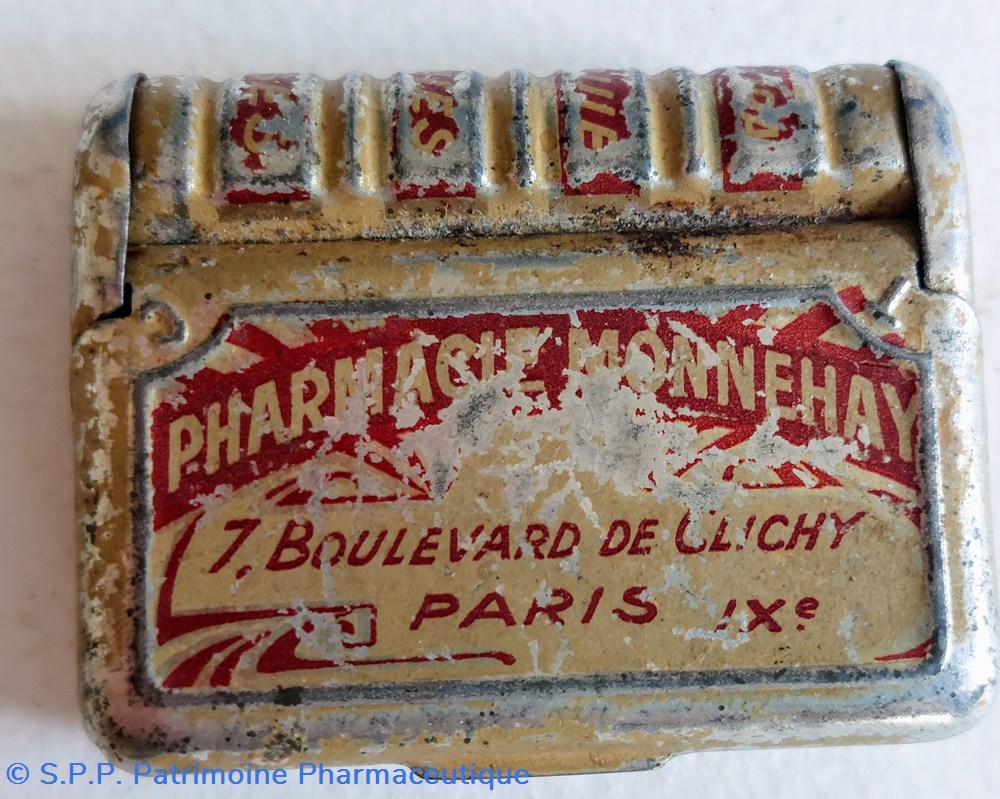 PHARMACIE MONNEHAY
7, BOULEVARD DE CLICHY
PARIS IXe
© S.P.P. Patrimoine Pharmaceutique